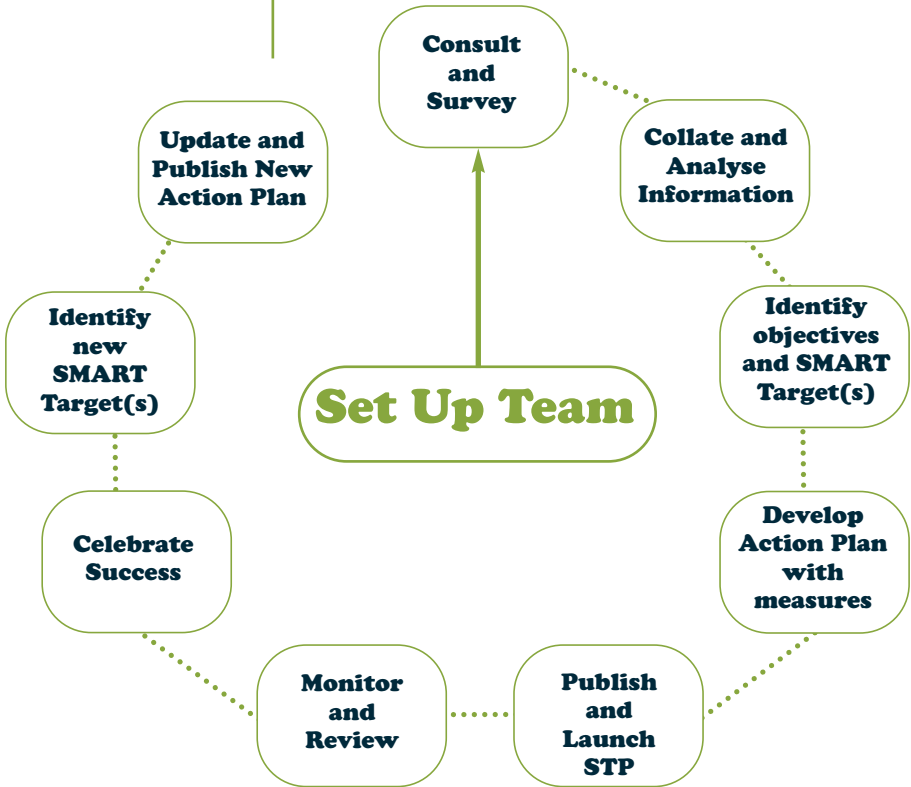 Consult
and
Survey
Collate and
Analyse
Information
Identify
objectives
and SMART
Target(s)
Develop
Action Plan
with
measures
Publish
and
Launch
STP
Monitor
and
Review
Celebrate
Success
Identify
new
SMART
Target(s)
Update and
Publish New
Action Plan
Set Up Team